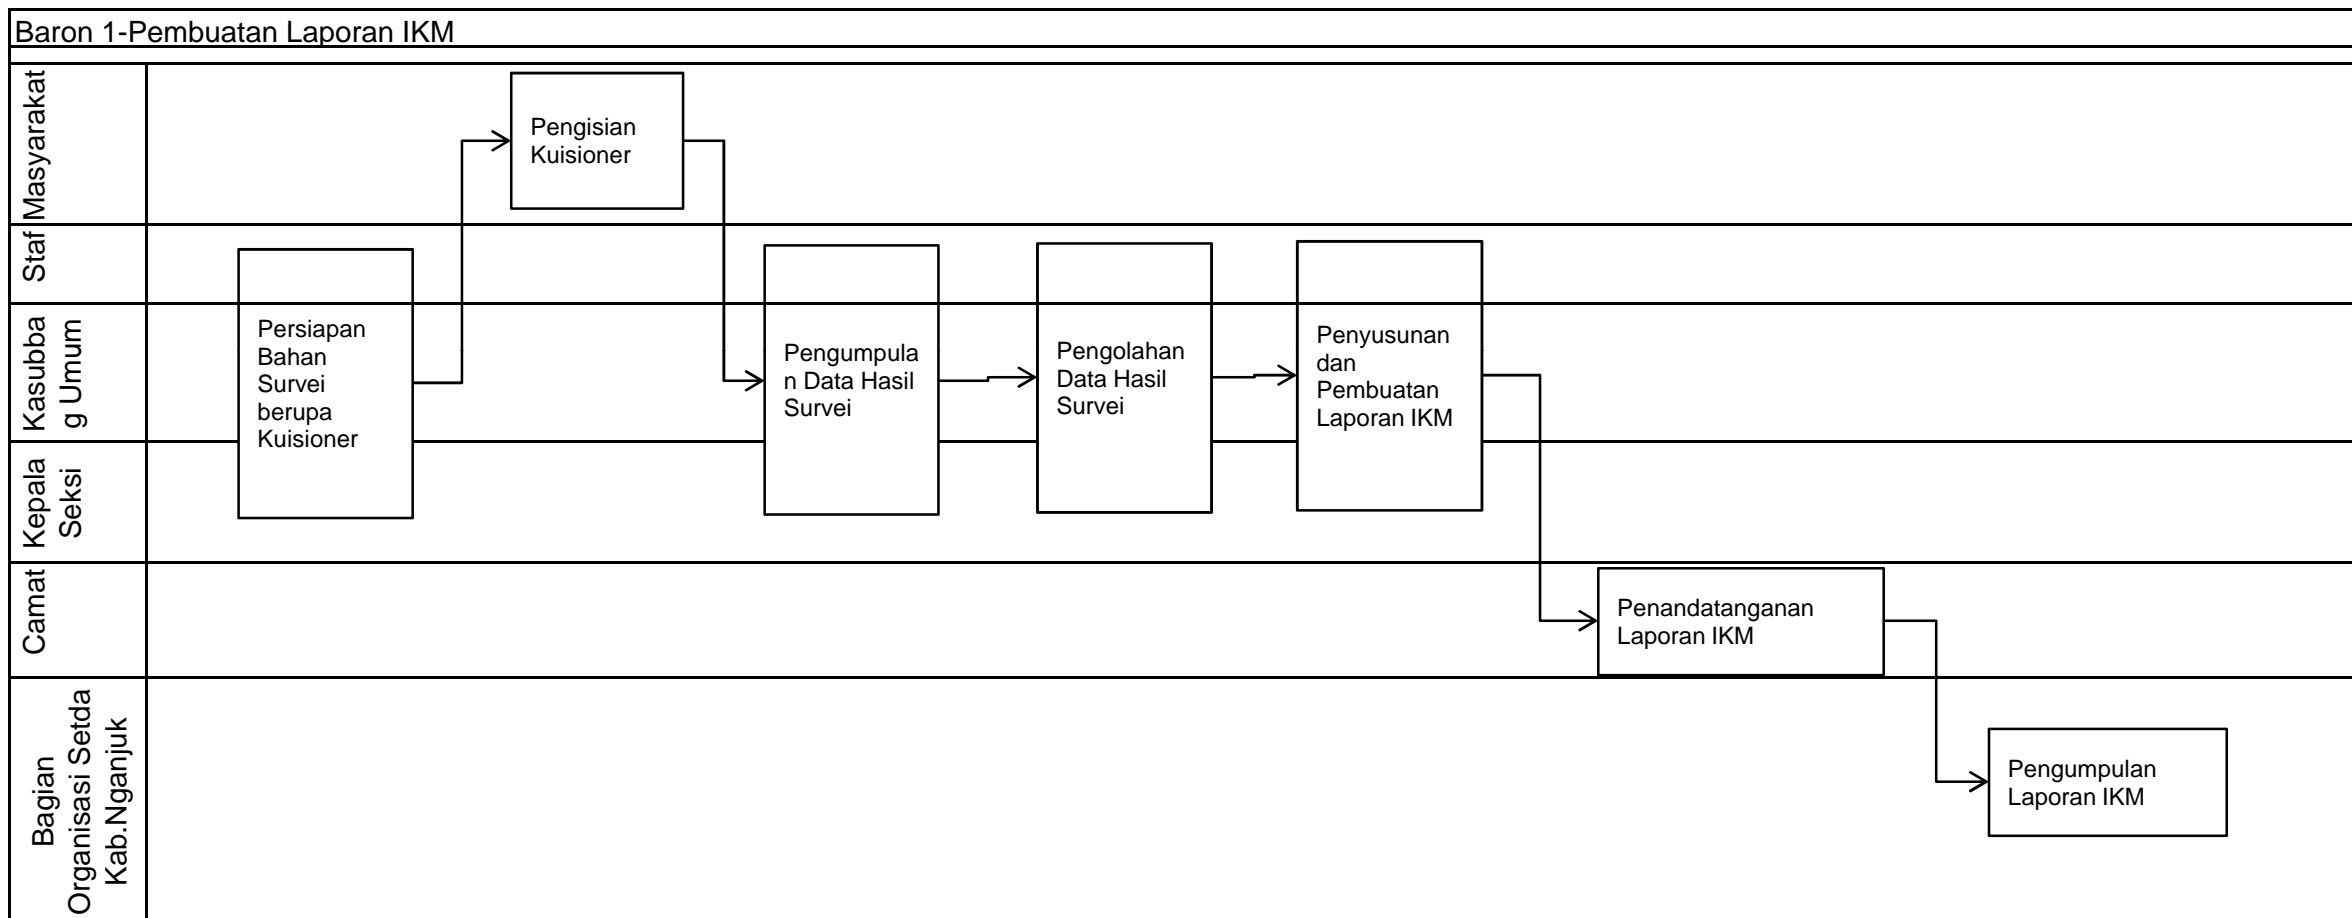 Baron 1-Pembuatan Laporan IKM
Masyarakat
Pengisian
Kuisioner
Staf
Kasubba
g Umum
Kepala
Seksi
Persiapan
Bahan
Survei
berupa
Kuisioner
Pengumpula
n Data Hasil
Survei
Pengolahan
Data Hasil
Survei
Penyusunan
dan
Pembuatan
Laporan IKM
Camat
Penandatanganan
Laporan IKM
Bagian
Organisasi Setda
Kab.Nganjuk
Pengumpulan
Laporan IKM